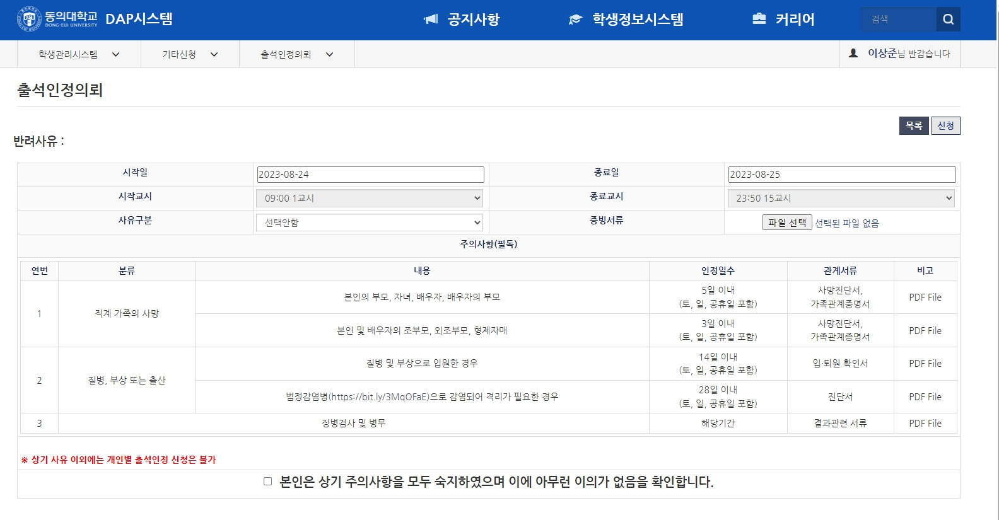 동의대학교 DAP시스템
DONG-EUI UNIVERSITY
공지사항 학생정보시스템 커리어 검색
학생관리시스템 기타신청 출석인정의뢰 이상준님 반갑습니다
출석인정의뢰
목록 신청
반려사유 :
시작일 2023-08-24 종료일 2023-08-25
시작교시 09:00 1교시 종료교시 23:50 15교시
사유구분 선택안함 증빙서류 파일 선택 선택된 파일 없음
주의사항(필독)
연번 분류 내용 인정일수 관계서류 비고
1 직계 가족의 사망
본인의 부모, 자녀, 배우자, 배우자의 부모
5일 이내
(토, 일, 공휴일 포함)
사망진단서,
가족관계증명서
PDF File
본인 및 배우자의 조부모, 외조부모, 형제자매
3일 이내
(토, 일, 공휴일 포함)
사망진단서,
가족관계증명서
PDF File
2 질병, 부상 또는 출산
질병 및 부상으로 입원한 경우
14일 이내
(토, 일, 공휴일 포함)
입·퇴원 확인서
PDF File
법정감염병(https://bit.ly/3MqOFaE)으로 감염되어 격리가 필요한 경우
28일 이내
(토, 일, 공휴일 포함)
진단서
PDF File
3 징병검사 및 병무 해당기간 결과관련 서류 PDF File
※ 상기 사유 이외에는 개인별 출석인정 신청은 불가
본인은 상기 주의사항을 모두 숙지하였으며 이에 아무런 이의가 없음을 확인합니다.